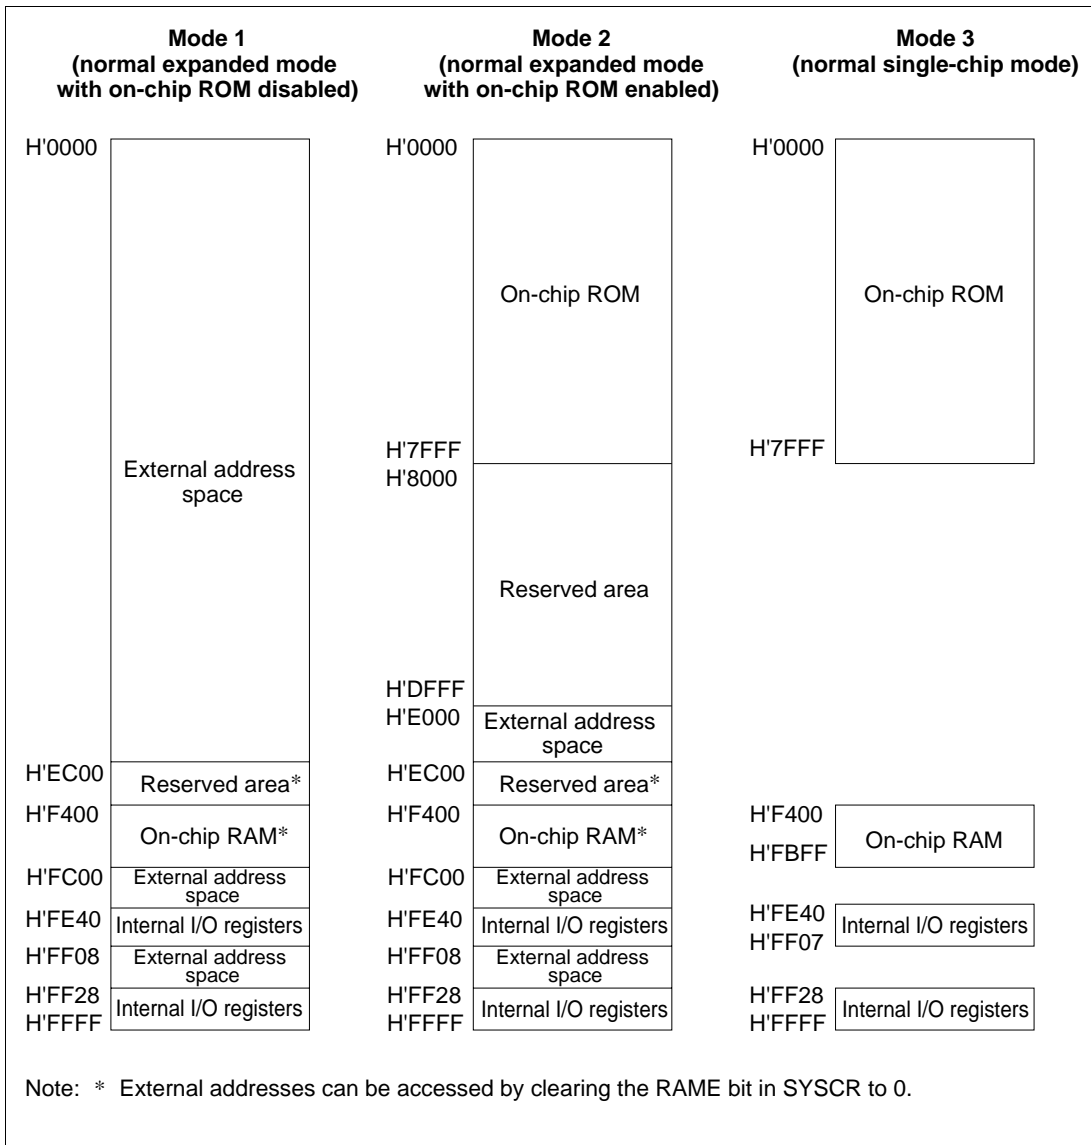 Mode 1
(normal expanded mode
with on-chip ROM disabled)
H'0000
External address
space
H'EC00
Reserved area*
H'F400
On-chip RAM*
H'FC00
External address
space
H'FE40
Internal I/O registers
H'FF08
External address
space
H'FF28
Internal I/O registers
H'FFFF
Mode 2
(normal expanded mode
with on-chip ROM enabled)
H'0000
On-chip ROM
H'7FFF
H'8000
Reserved area
H'DFFF
H'E000
External address
space
H'EC00
Reserved area*
H'F400
On-chip RAM*
H'FC00
External address
space
H'FE40
Internal I/O registers
H'FF08
External address
space
H'FF28
Internal I/O registers
H'FFFF
Mode 3
(normal single-chip mode)
H'0000
On-chip ROM
H'7FFF
H'F400
On-chip RAM
H'FBFF
H'FE40
Internal I/O registers
H'FF07
H'FF28
Internal I/O registers
H'FFFF
Note: * External addresses can be accessed by clearing the RAME bit in SYSCR to 0.